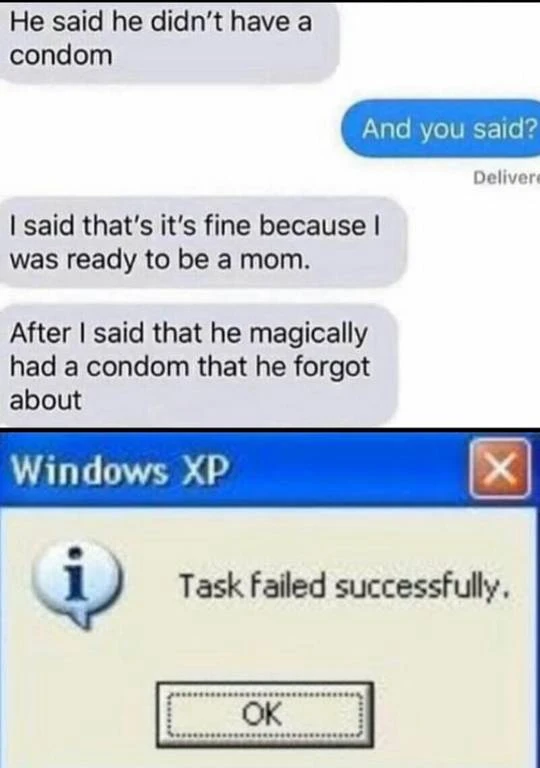 He said he didn't have a
condom
And you said?
Delivere
I said that's it's fine because I
was ready to be a mom.
After I said that he magically
had a condom that he forgot
about
Windows XP
Task failed successfully.
OK